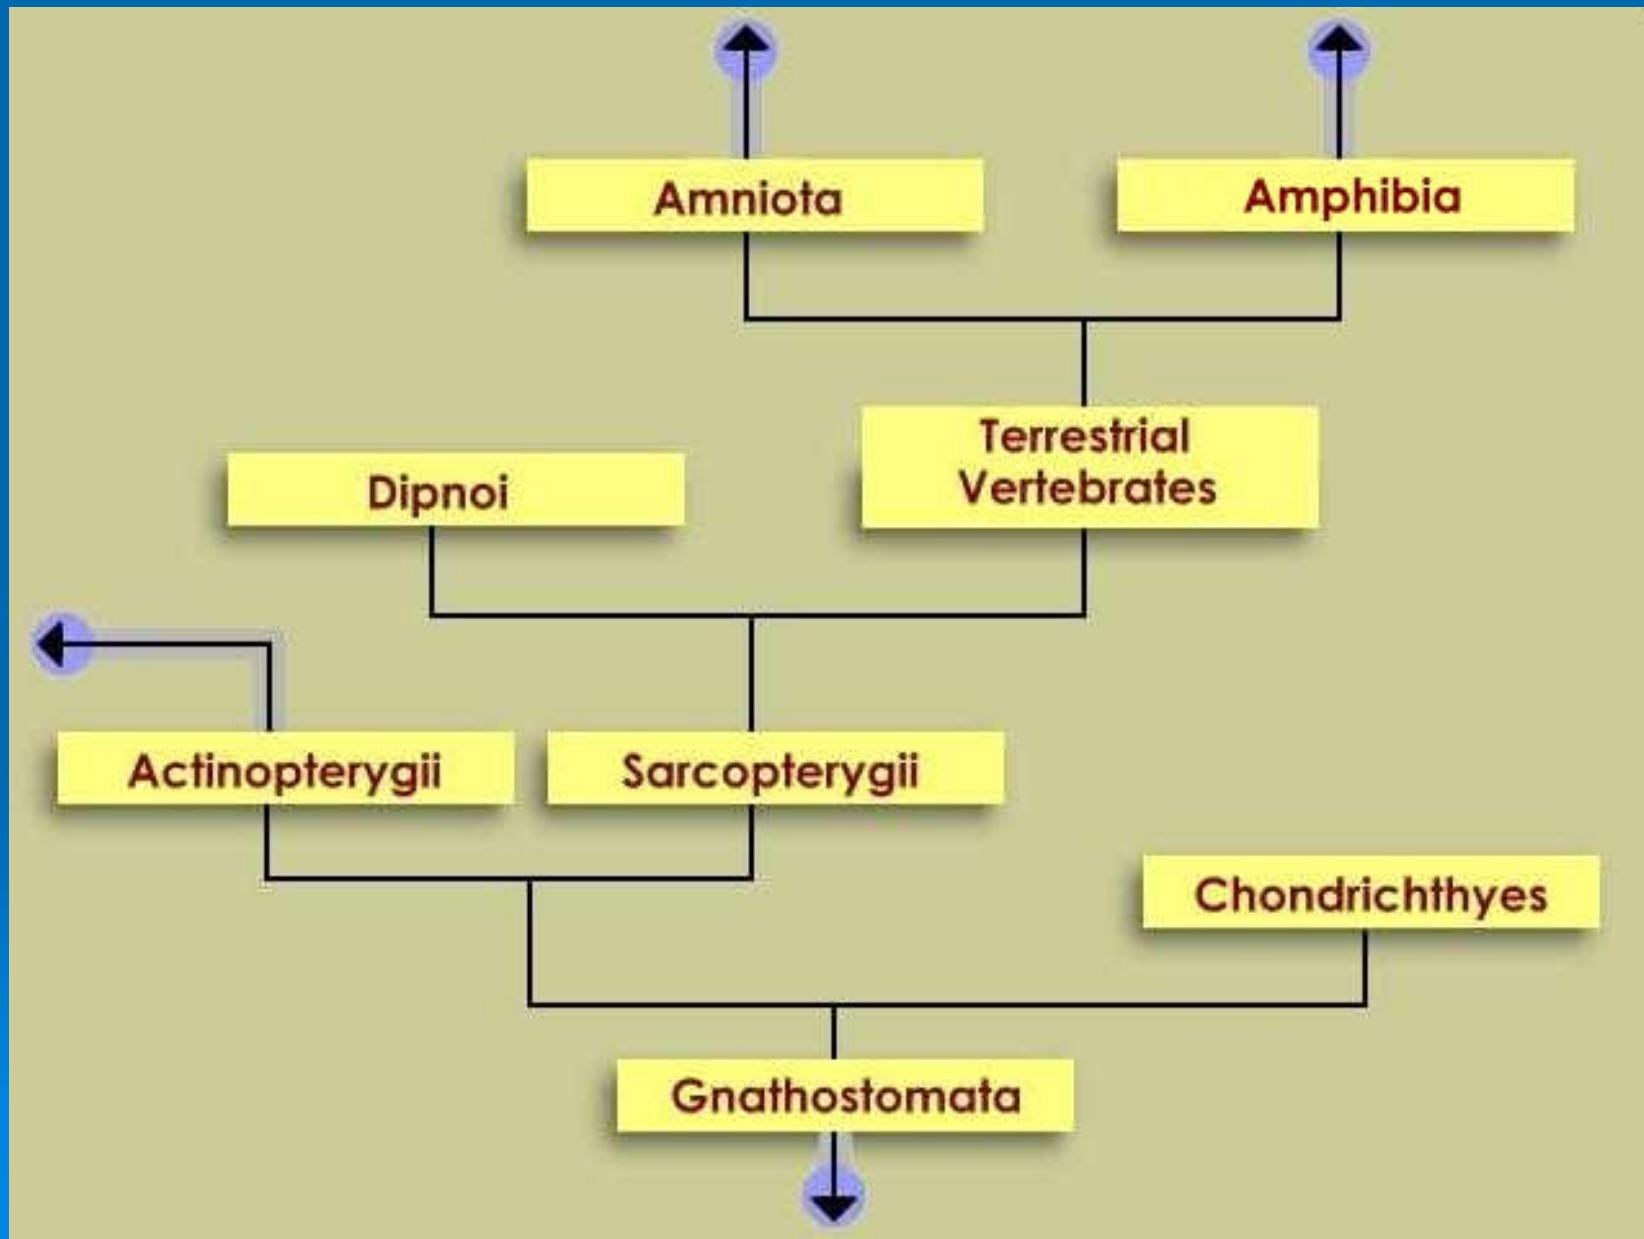 Amniota
Amphibia
Terrestrial
Vertebrates
Dipnoi
Actinopterygii
Sarcopterygii
Chondrichthyes
Gnathostomata